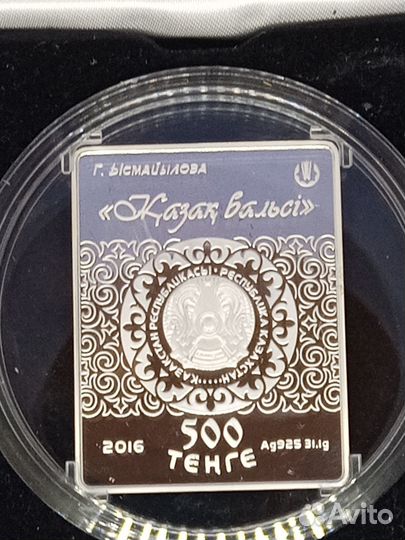 Г. ЫСМАЙЫЛОВА
«Қазақ вальсі»
ҚАЗАҚСТАН РЕСПУБЛИКАСЫ • РЕСПУБЛИКА КАЗАХСТАН •
2016
500
ТЕҢГЕ
Ag925 31.1g
Avito